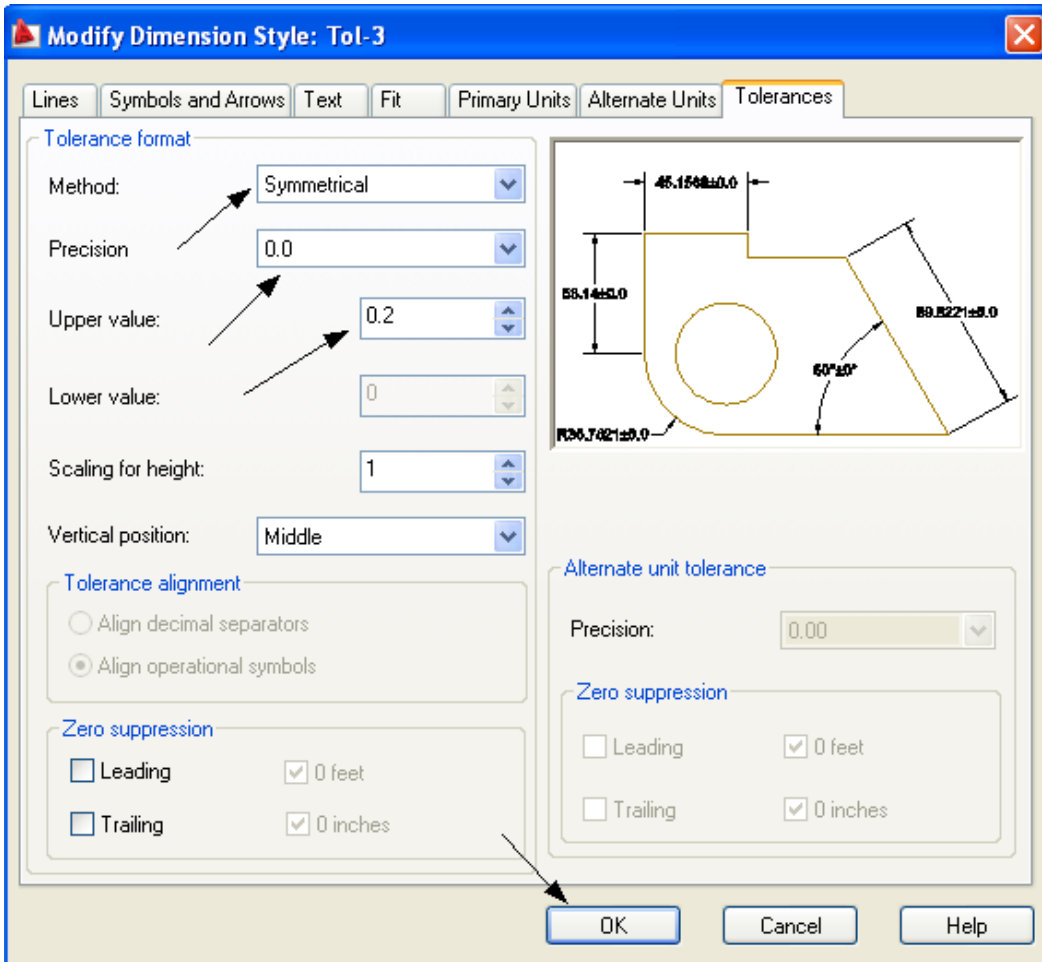 Modify Dimension Style: Tol-3
Lines Symbols and Arrows Text Fit Primary Units Alternate Units Tolerances
Tolerance format
Method: Symmetrical
Precision 0.0
Upper value: 0.2
Lower value: 0
Scaling for height: 1
Vertical position: Middle
Tolerance alignment
Align decimal separators
Align operational symbols
Zero suppression
Leading 0 feet
Trailing 0 inches
60°±0°
Alternate unit tolerance
Precision: 0.00
Zero suppression
Leading 0 feet
Trailing 0 inches
OK Cancel Help